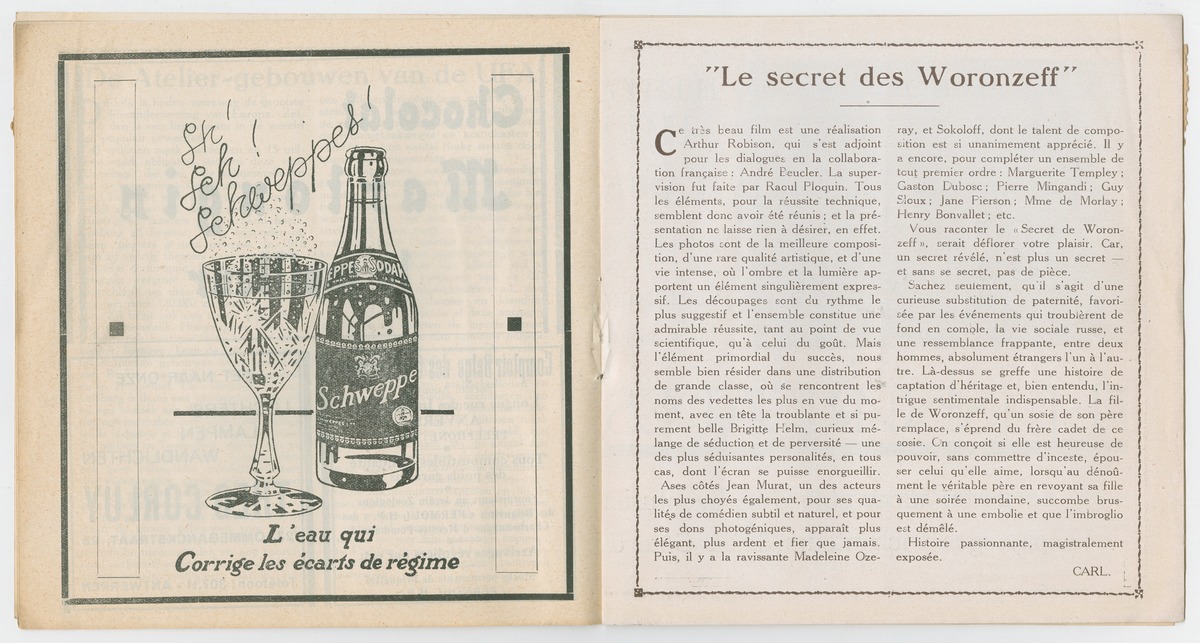 Sh!
Sch!
Schweppes!
EPPES SODA
Schweppe
L'eau qui
Corrige les écarts de régime
"Le secret des Woronzeff"
Ce très beau film est une réalisation
Arthur Robison, qui s'est adjoint
pour les dialogues en la collabora-
tion française : André Beucler. La super-
vision fut faite par Raoul Ploquin. Tous
les éléments, pour la réussite technique,
semblent donc avoir été réunis ; et la pré-
sentation ne laisse rien à désirer, en effet.
Les photos sont de la meilleure composi-
tion, d'une rare qualité artistique, et d'une
vie intense, où l'ombre et la lumière ap-
portent un élément singulièrement expres-
sif. Les découpages sont du rythme le
plus suggestif et l'ensemble constitue une
admirable réussite, tant au point de vue
scientifique, qu'à celui du goût. Mais
l'élément primordial du succès, nous
semble bien résider dans une distribution
de grande classe, où se rencontrent les
noms des vedettes les plus en vue du mo-
ment, avec en tête la troublante et si pu-
rement belle Brigitte Helm, curieux mé-
lange de séduction et de perversité — une
des plus séduisantes personalités, en tous
cas, dont l'écran se puisse enorgueillir.
Ases côtés Jean Murat, un des acteurs
les plus choyés également, pour ses qua-
lités de comédien subtil et naturel, et pour
ses dons photogéniques, apparaît plus
élégant, plus ardent et fier que jamais.
Puis, il y a la ravissante Madeleine Oze-
ray, et Sokoloff, dont le talent de compo-
sition est si unanimement apprécié. Il y
a encore, pour compléter un ensemble de
tout premier ordre : Marguerite Templey ;
Gaston Dubosc ; Pierre Mingandi ; Guy
Sloux ; Jane Pierson ; Mme de Morlay ;
Henry Bonvallet ; etc.
Vous raconter le « Secret de Woron-
zeff », serait déflorer votre plaisir. Car,
un secret révélé, n'est plus un secret —
et sans se secret, pas de pièce.
Sachez seulement, qu'il s'agit d'une
curieuse substitution de paternité, favori-
sée par les événements qui troublèrent de
fond en comble, la vie sociale russe, et
une ressemblance frappante, entre deux
hommes, absolument étrangers l'un à l'au-
tre. Là-dessus se greffe une histoire de
captation d'héritage et, bien entendu, l'in-
trigue sentimentale indispensable. La fil-
le de Woronzeff, qu'un sosie de son père
remplace, s'éprend du frère cadet de ce
sosie. On conçoit si elle est heureuse de
pouvoir, sans commettre d'inceste, épou-
ser celui qu'elle aime, lorsqu'au dénoû-
ment le véritable père en revoyant sa fille
à une soirée mondaine, succombe brus-
quement à une embolie et que l'imbroglio
est démêlé.
Histoire passionnante, magistralement
exposée.
CARL.